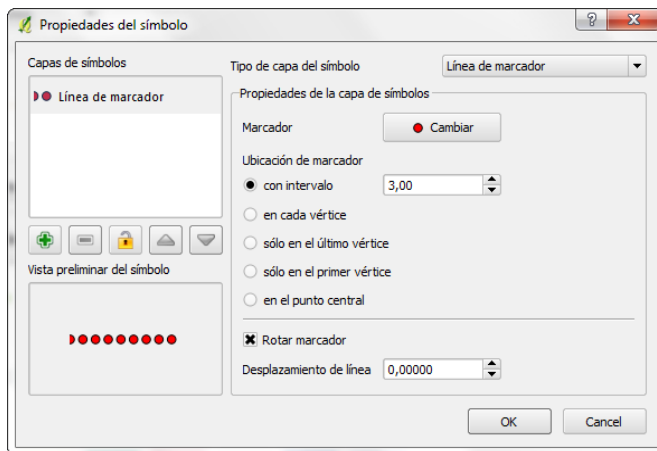 Propiedades del símbolo
Capas de símbolos
Línea de marcador
Vista preliminar del símbolo
Tipo de capa del símbolo
Línea de marcador
Propiedades de la capa de símbolos
Marcador
Cambiar
Ubicación de marcador
con intervalo
3,00
en cada vértice
sólo en el último vértice
sólo en el primer vértice
en el punto central
Rotar marcador
Desplazamiento de línea
0,00000
OK
Cancel